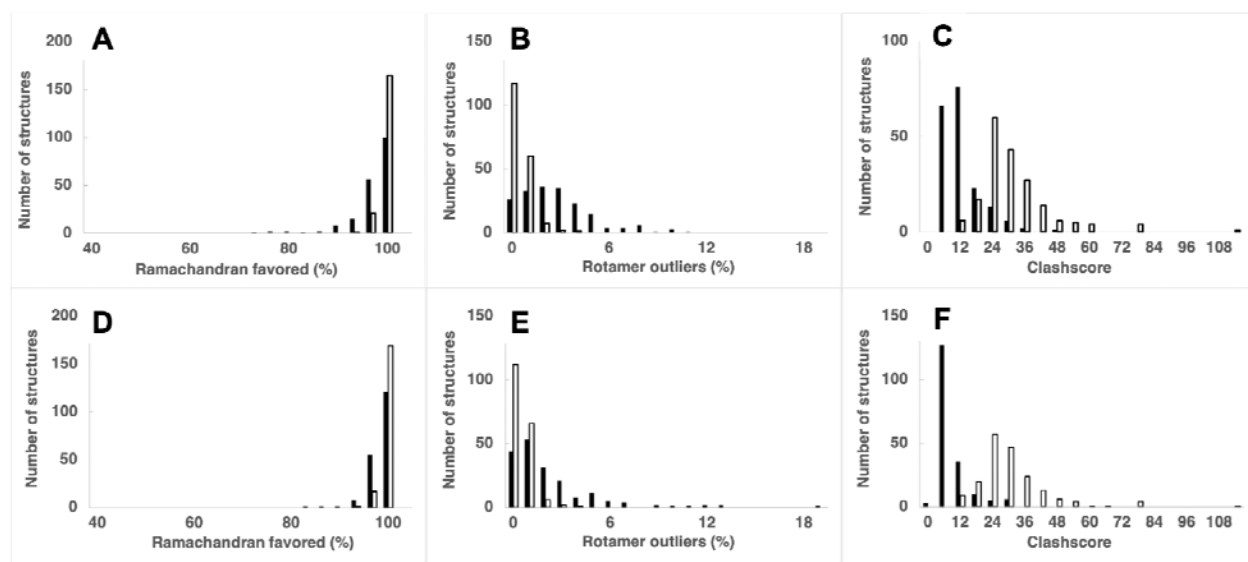 A
Number of structures
200
150
100
50
0
40 60 80 100
Ramachandran favored (%)
B
Number of structures
150
100
50
0
0 6 12 18
Rotamer outliers (%)
C
Number of structures
100
50
0
0 12 24 36 48 60 72 84 96 108
Clashscore
D
Number of structures
200
150
100
50
0
40 60 80 100
Ramachandran favored (%)
E
Number of structures
150
100
50
0
0 6 12 18
Rotamer outliers (%)
F
Number of structures
150
100
50
0
0 12 24 36 48 60 72 84 96 108
Clashscore